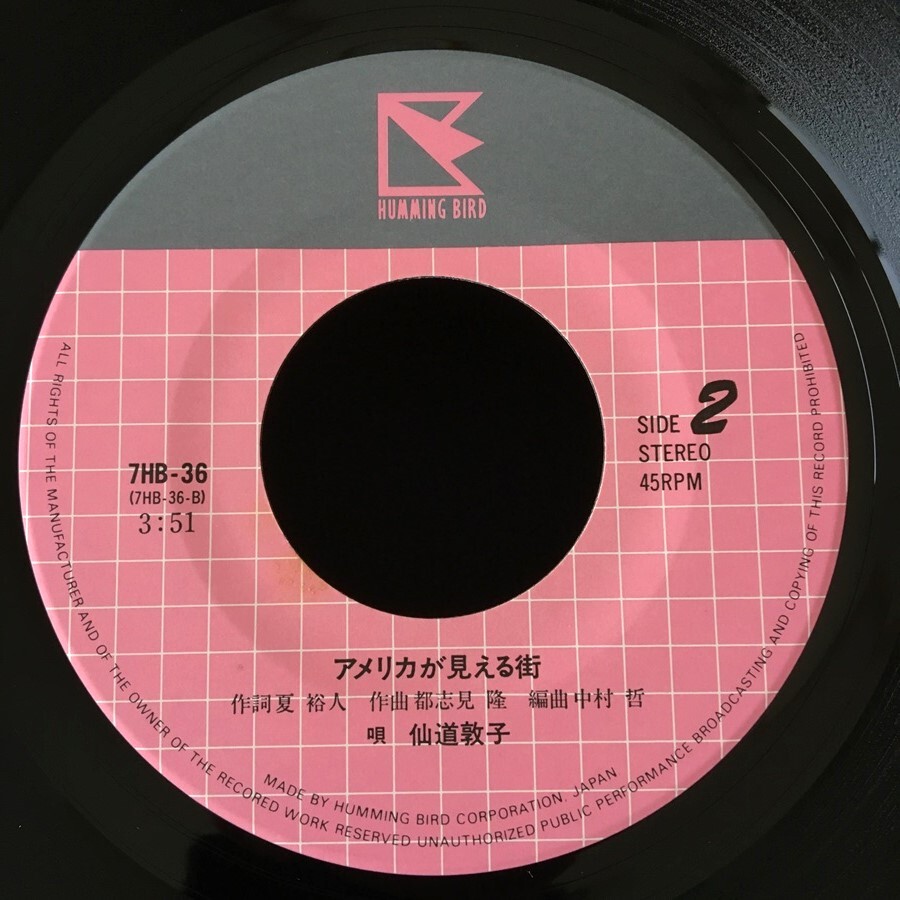 HUMMING BIRD
SIDE 2
STEREO
45RPM
7HB-36
(7HB-36-B)
3:51
アメリカが見える街
作詞夏 裕人 作曲都志見 隆 編曲中村 哲
唄 仙道敦子
MADE BY HUMMING BIRD CORPORATION, JAPAN
ALL RIGHTS OF THE MANUFACTURER AND OF THE OWNER OF THE RECORDED WORK RESERVED UNAUTHORIZED PUBLIC PERFORMANCE BROADCASTING AND COPYING OF THIS RECORD PROHIBITED